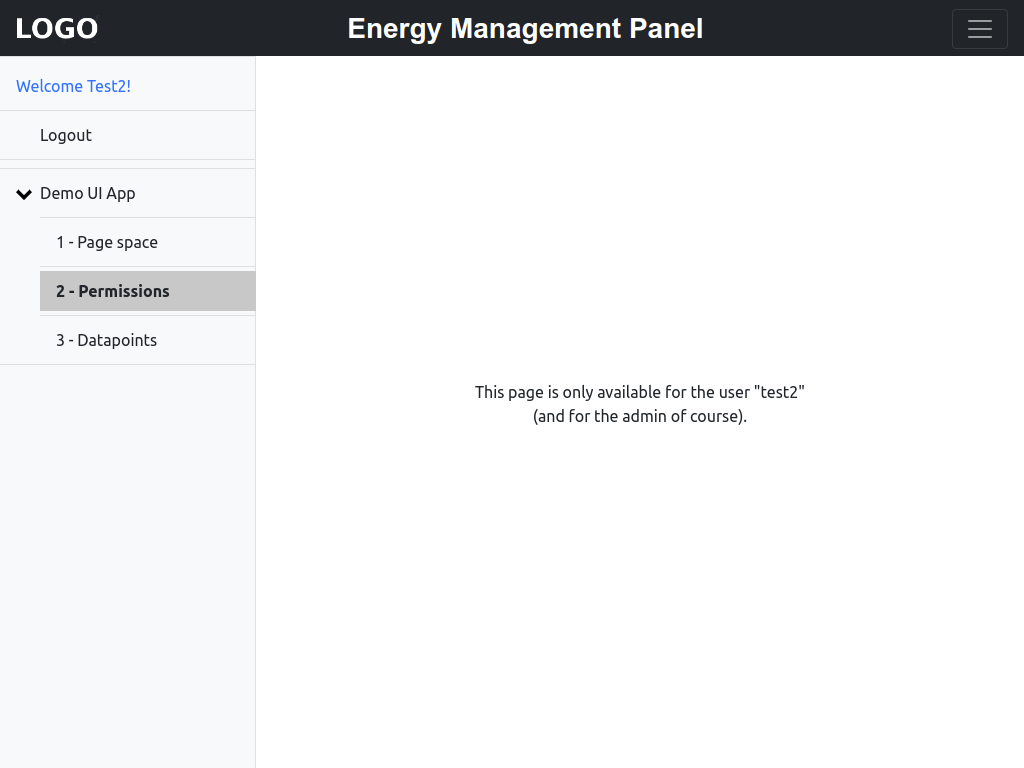 LOGO
Energy Management Panel
Welcome Test2!
Logout
Demo UI App
1 - Page space
2 - Permissions
3 - Datapoints
This page is only available for the user "test2"
(and for the admin of course).